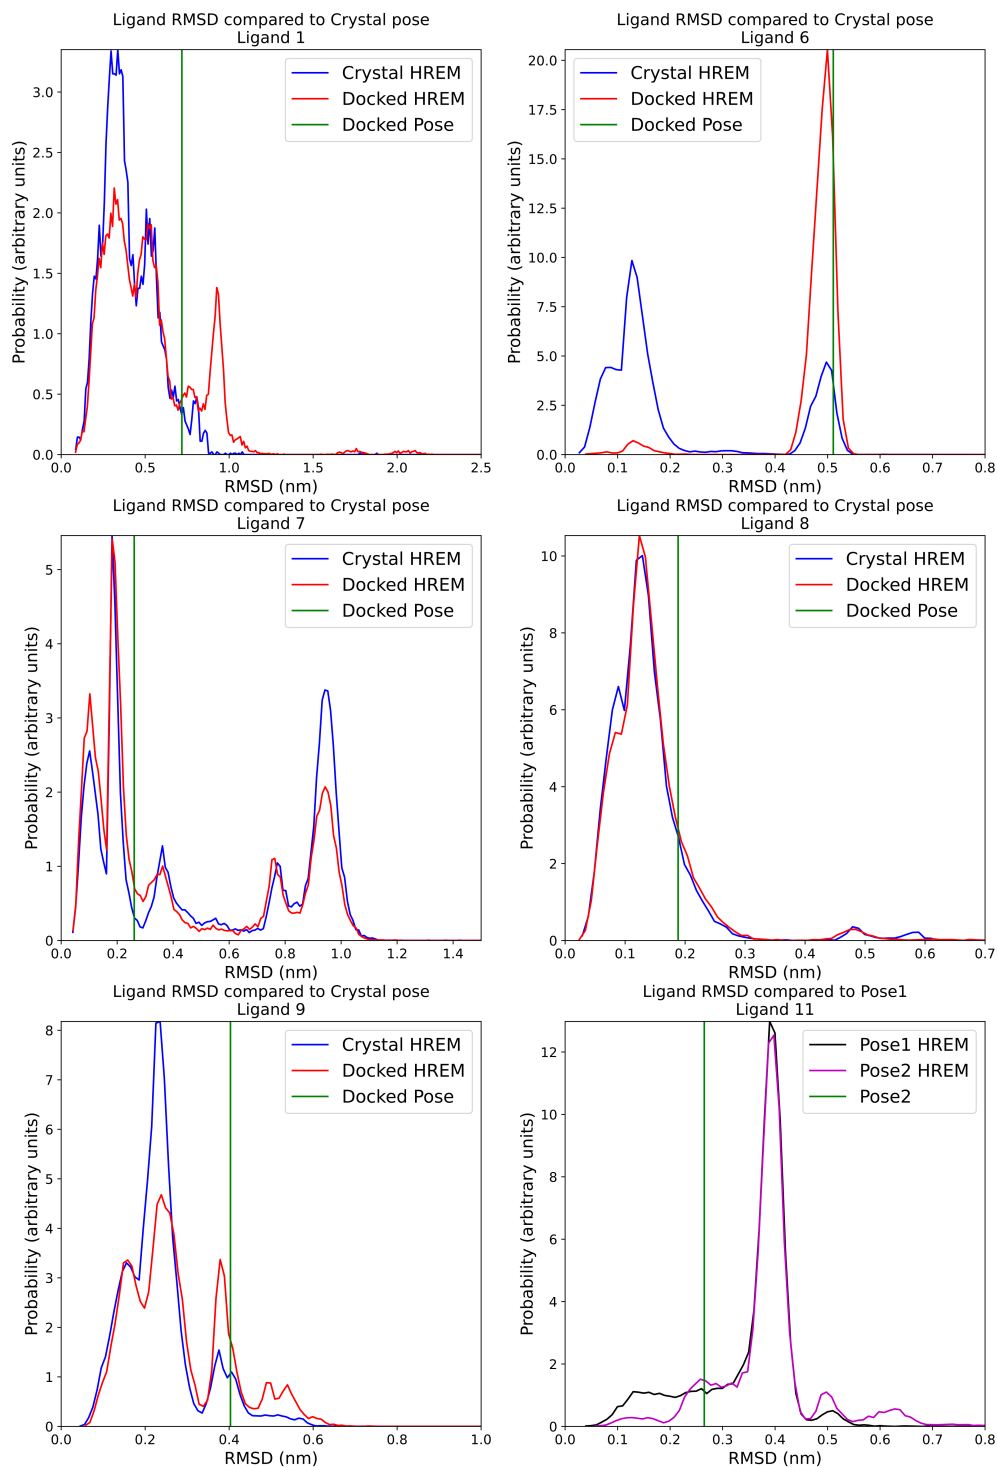 Ligand RMSD compared to Crystal pose
Ligand 1
Crystal HREM
Docked HREM
Docked Pose
Probability (arbitrary units)
3.0
2.5
2.0
1.5
1.0
0.5
0.0
0.0 0.5 1.0 1.5 2.0 2.5
RMSD (nm)
Ligand RMSD compared to Crystal pose
Ligand 6
Crystal HREM
Docked HREM
Docked Pose
Probability (arbitrary units)
20.0
17.5
15.0
12.5
10.0
7.5
5.0
2.5
0.0
0.0 0.1 0.2 0.3 0.4 0.5 0.6 0.7 0.8
RMSD (nm)
Ligand RMSD compared to Crystal pose
Ligand 7
Crystal HREM
Docked HREM
Docked Pose
Probability (arbitrary units)
5
4
3
2
1
0
0.0 0.2 0.4 0.6 0.8 1.0 1.2 1.4
RMSD (nm)
Ligand RMSD compared to Crystal pose
Ligand 8
Crystal HREM
Docked HREM
Docked Pose
Probability (arbitrary units)
10
8
6
4
2
0
0.0 0.1 0.2 0.3 0.4 0.5 0.6 0.7
RMSD (nm)
Ligand RMSD compared to Crystal pose
Ligand 9
Crystal HREM
Docked HREM
Docked Pose
Probability (arbitrary units)
8
7
6
5
4
3
2
1
0
0.0 0.2 0.4 0.6 0.8 1.0
RMSD (nm)
Ligand RMSD compared to Pose1
Ligand 11
Pose1 HREM
Pose2 HREM
Pose2
Probability (arbitrary units)
12
10
8
6
4
2
0
0.0 0.1 0.2 0.3 0.4 0.5 0.6 0.7 0.8
RMSD (nm)